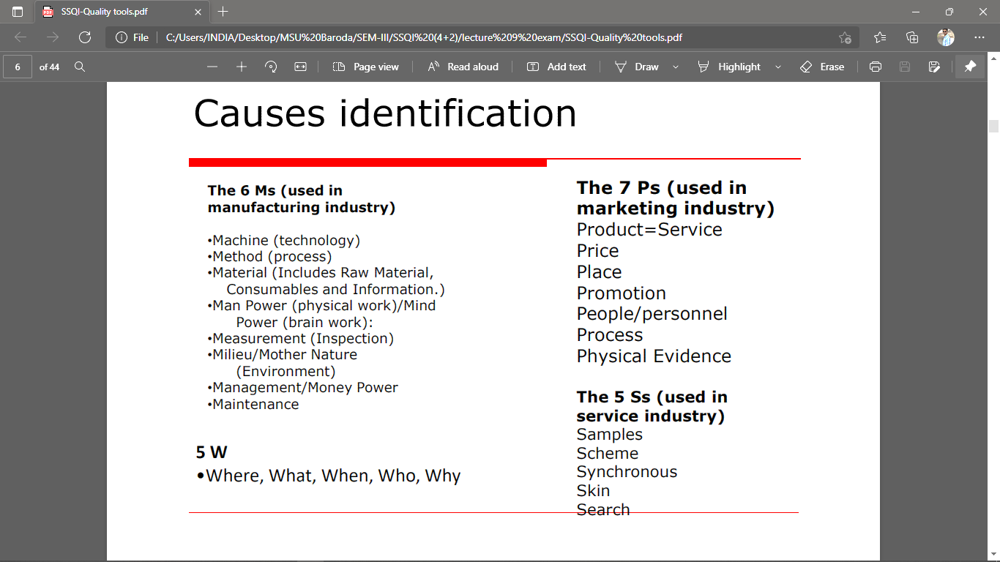 SSQI-Quality tools.pdf
File
C:/Users/INDIA/Desktop/MSU%20Baroda/SEM-III/SSQI%20(4+2)/lecture%209%20exam/SSQI-Quality%20tools.pdf
6 of 44
Page view
Read aloud
Add text
Draw
Highlight
Erase
Causes identification
The 6 Ms (used in
manufacturing industry)
•Machine (technology)
•Method (process)
•Material (Includes Raw Material,
Consumables and Information.)
•Man Power (physical work)/Mind
Power (brain work):
•Measurement (Inspection)
•Milieu/Mother Nature
(Environment)
•Management/Money Power
•Maintenance
5 W
•Where, What, When, Who, Why
The 7 Ps (used in
marketing industry)
Product=Service
Price
Place
Promotion
People/personnel
Process
Physical Evidence
The 5 Ss (used in
service industry)
Samples
Scheme
Synchronous
Skin
Search